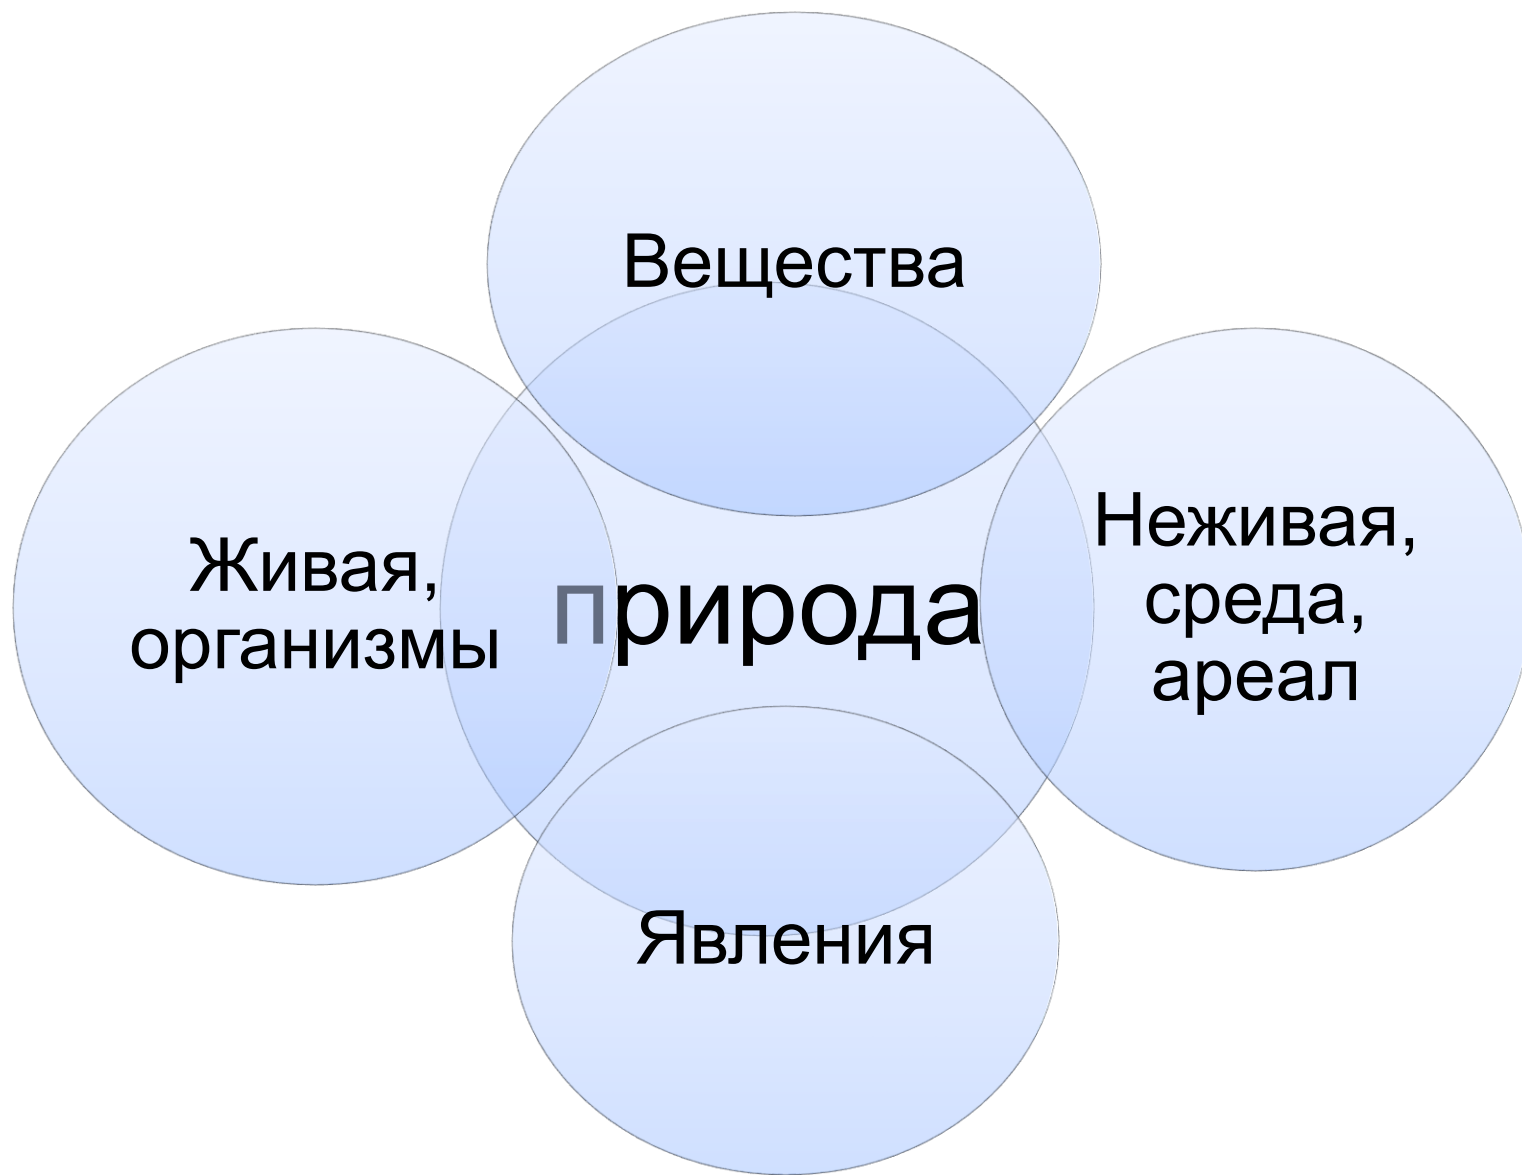 Вещества
Живая,
организмы
природа
Неживая,
среда,
ареал
Явления